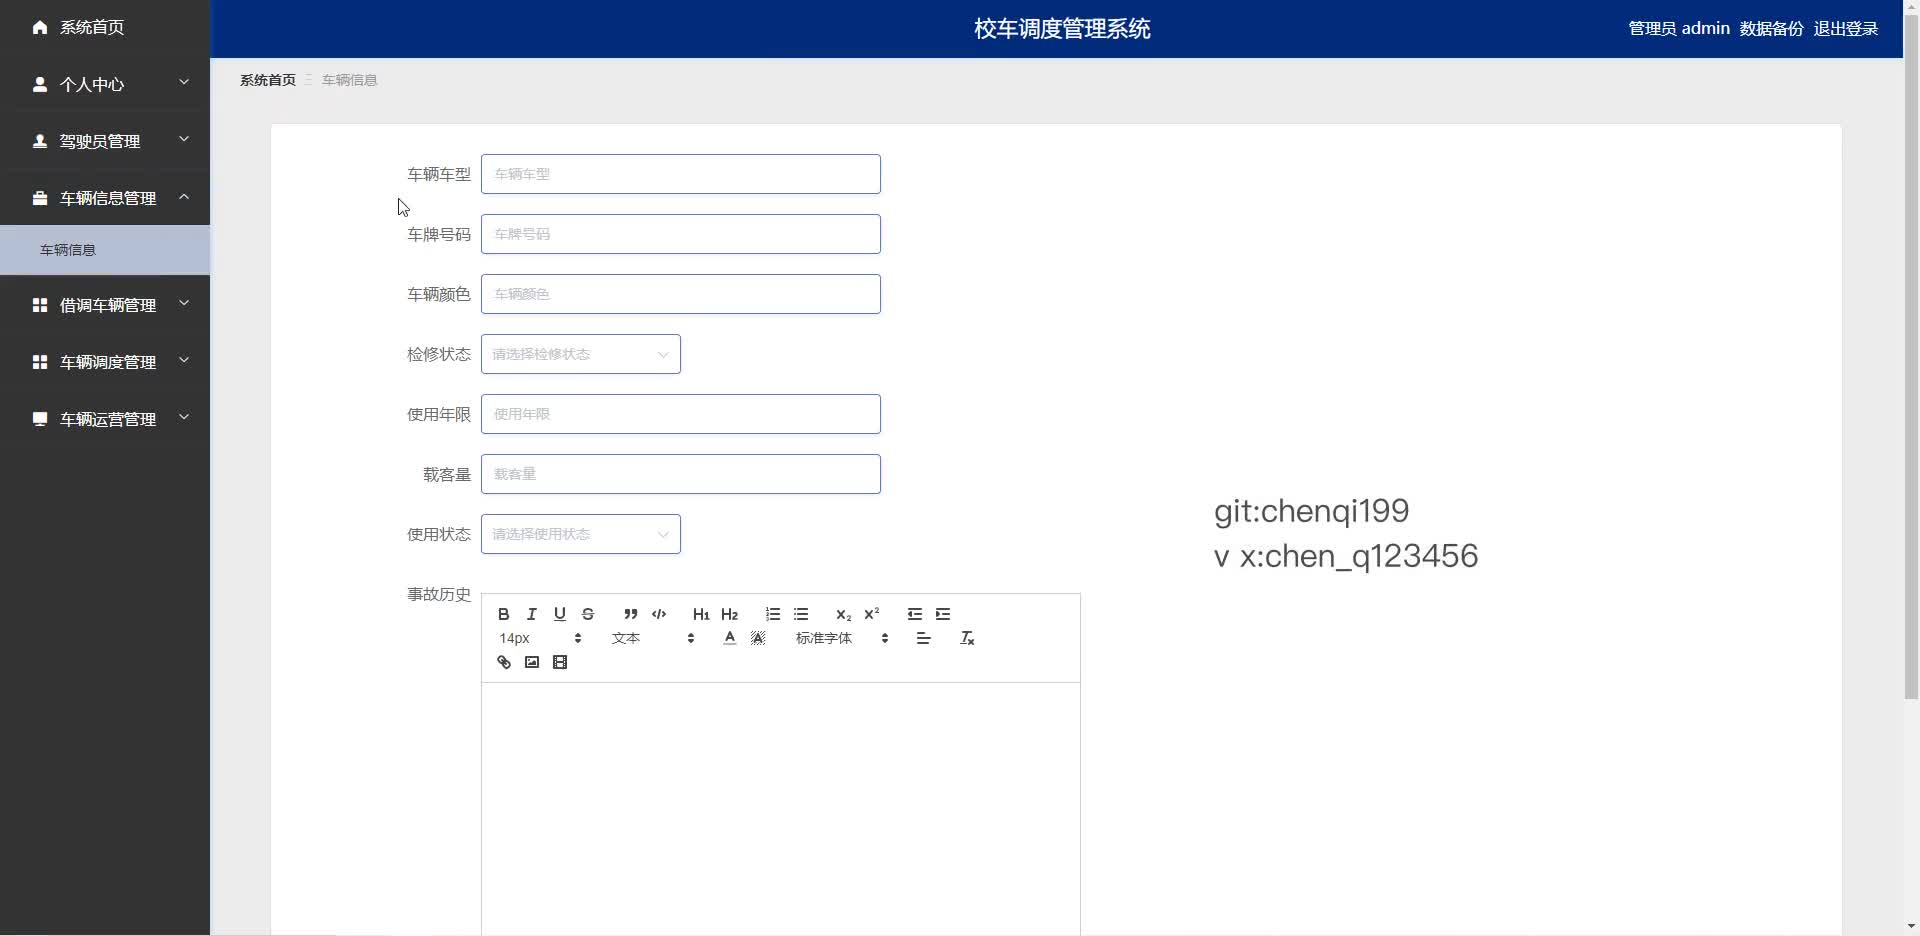 系统首页
个人中心
驾驶员管理
车辆信息管理
车辆信息
借调车辆管理
车辆调度管理
车辆运营管理
校车调度管理系统
管理员 admin 数据备份 退出登录
系统首页 车辆信息
车辆车型 车辆车型
车牌号码 车牌号码
车辆颜色 车辆颜色
检修状态 请选择检修状态
使用年限 使用年限
载客量 载客量
使用状态 请选择使用状态
事故历史
B I U S H1 H2 X2 X2
14px 文本 A A 标准字体 Tx
git:chenqi199
v x:chen_q123456